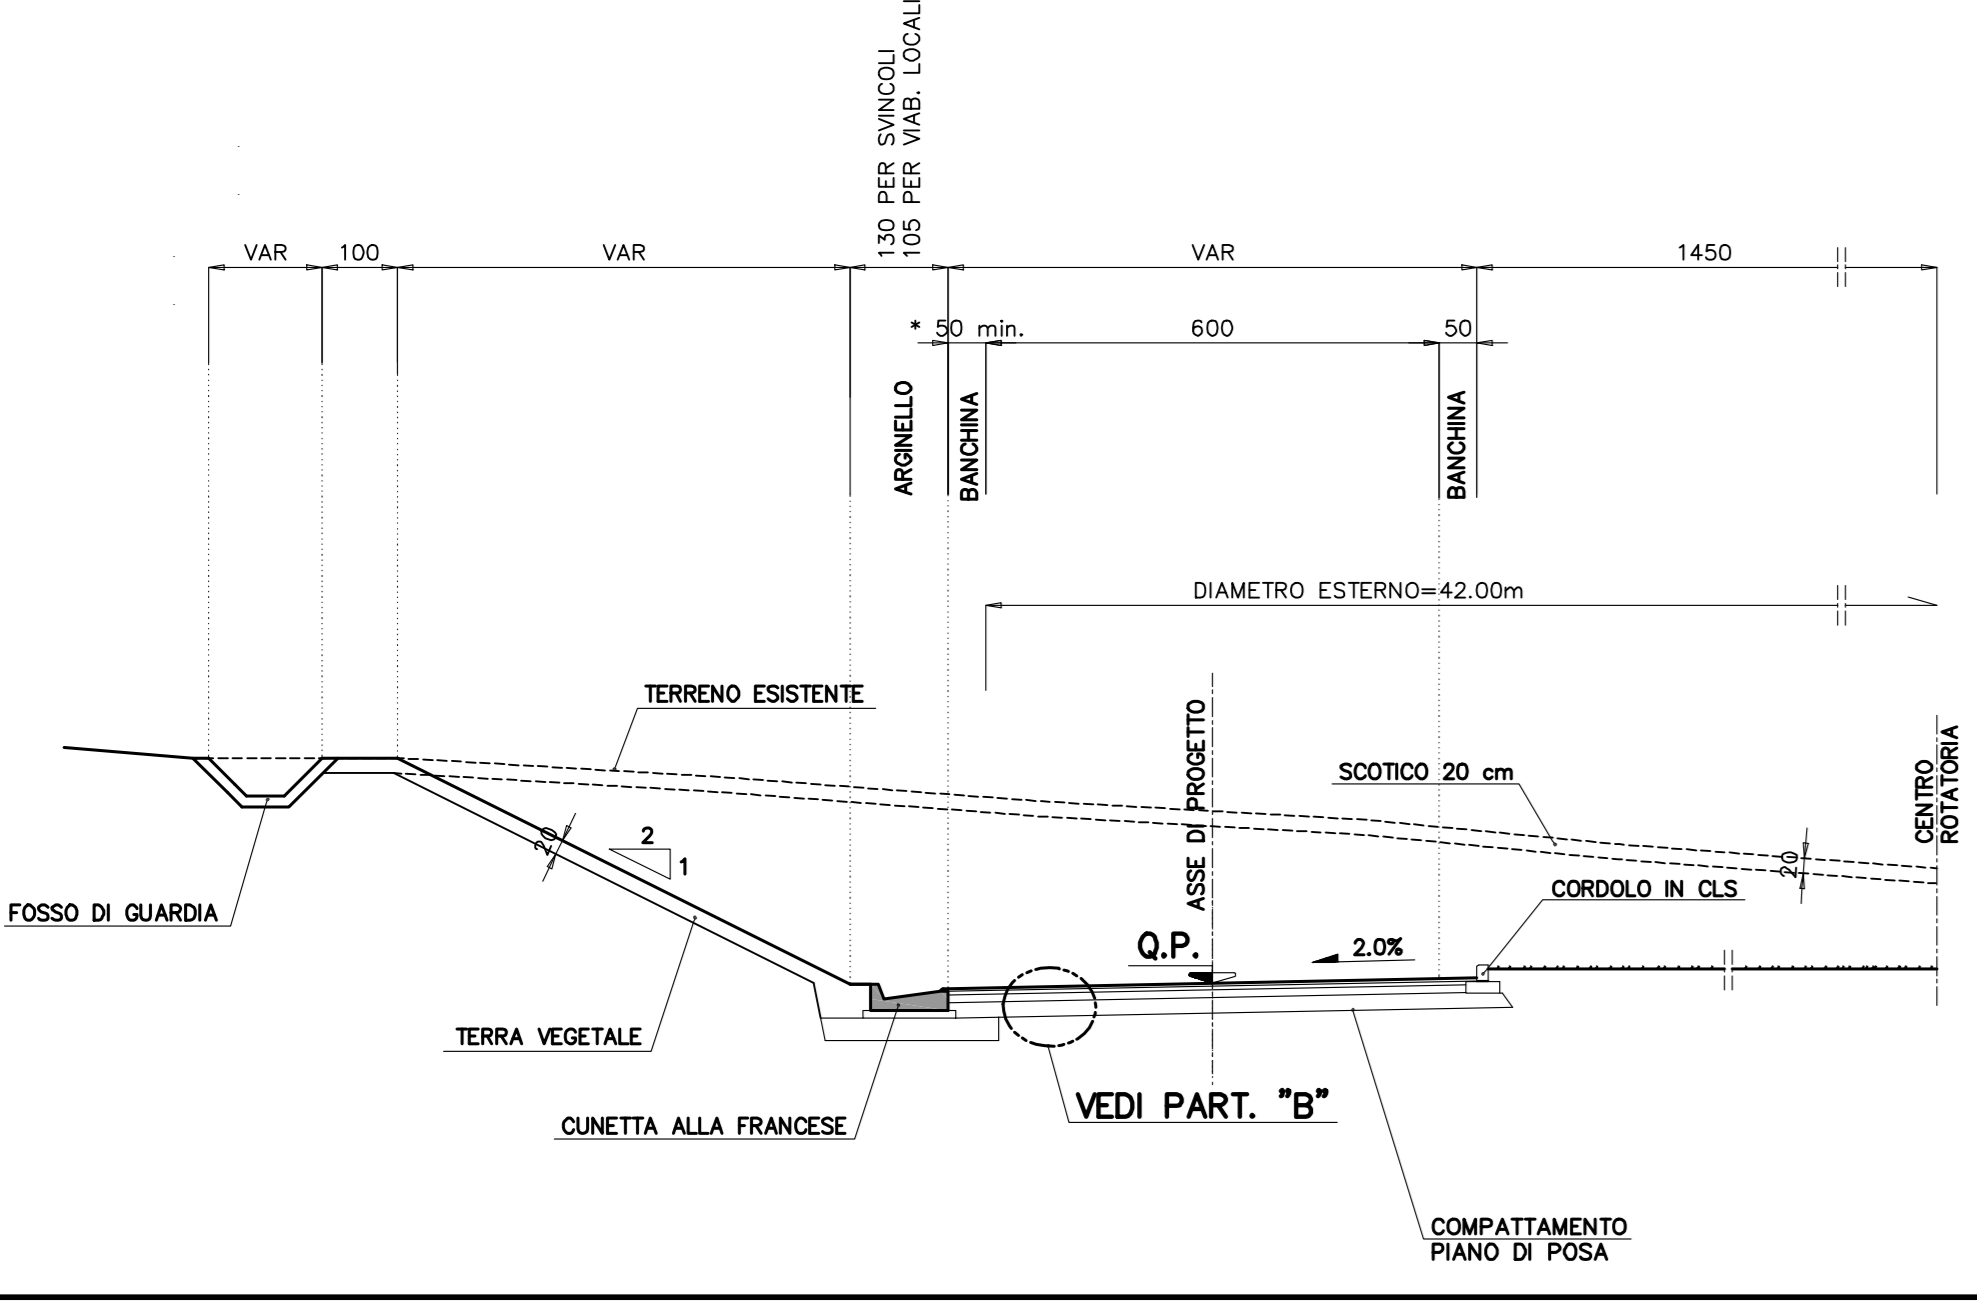 130 PER SVINCOLI
105 PER VIAB. LOCALI
VAR
100
VAR
VAR
1450
* 50 min.
600
50
ARGINELLO
BANCHINA
BANCHINA
DIAMETRO ESTERNO=42.00m
TERRENO ESISTENTE
ASSE DI PROGETTO
SCOTICO 20 cm
CENTRO
ROTATORIA
20
2
1
20
CORDOLO IN CLS
FOSSO DI GUARDIA
Q.P.
2.0%
TERRA VEGETALE
VEDI PART. "B"
CUNETTA ALLA FRANCESE
COMPATTAMENTO
PIANO DI POSA